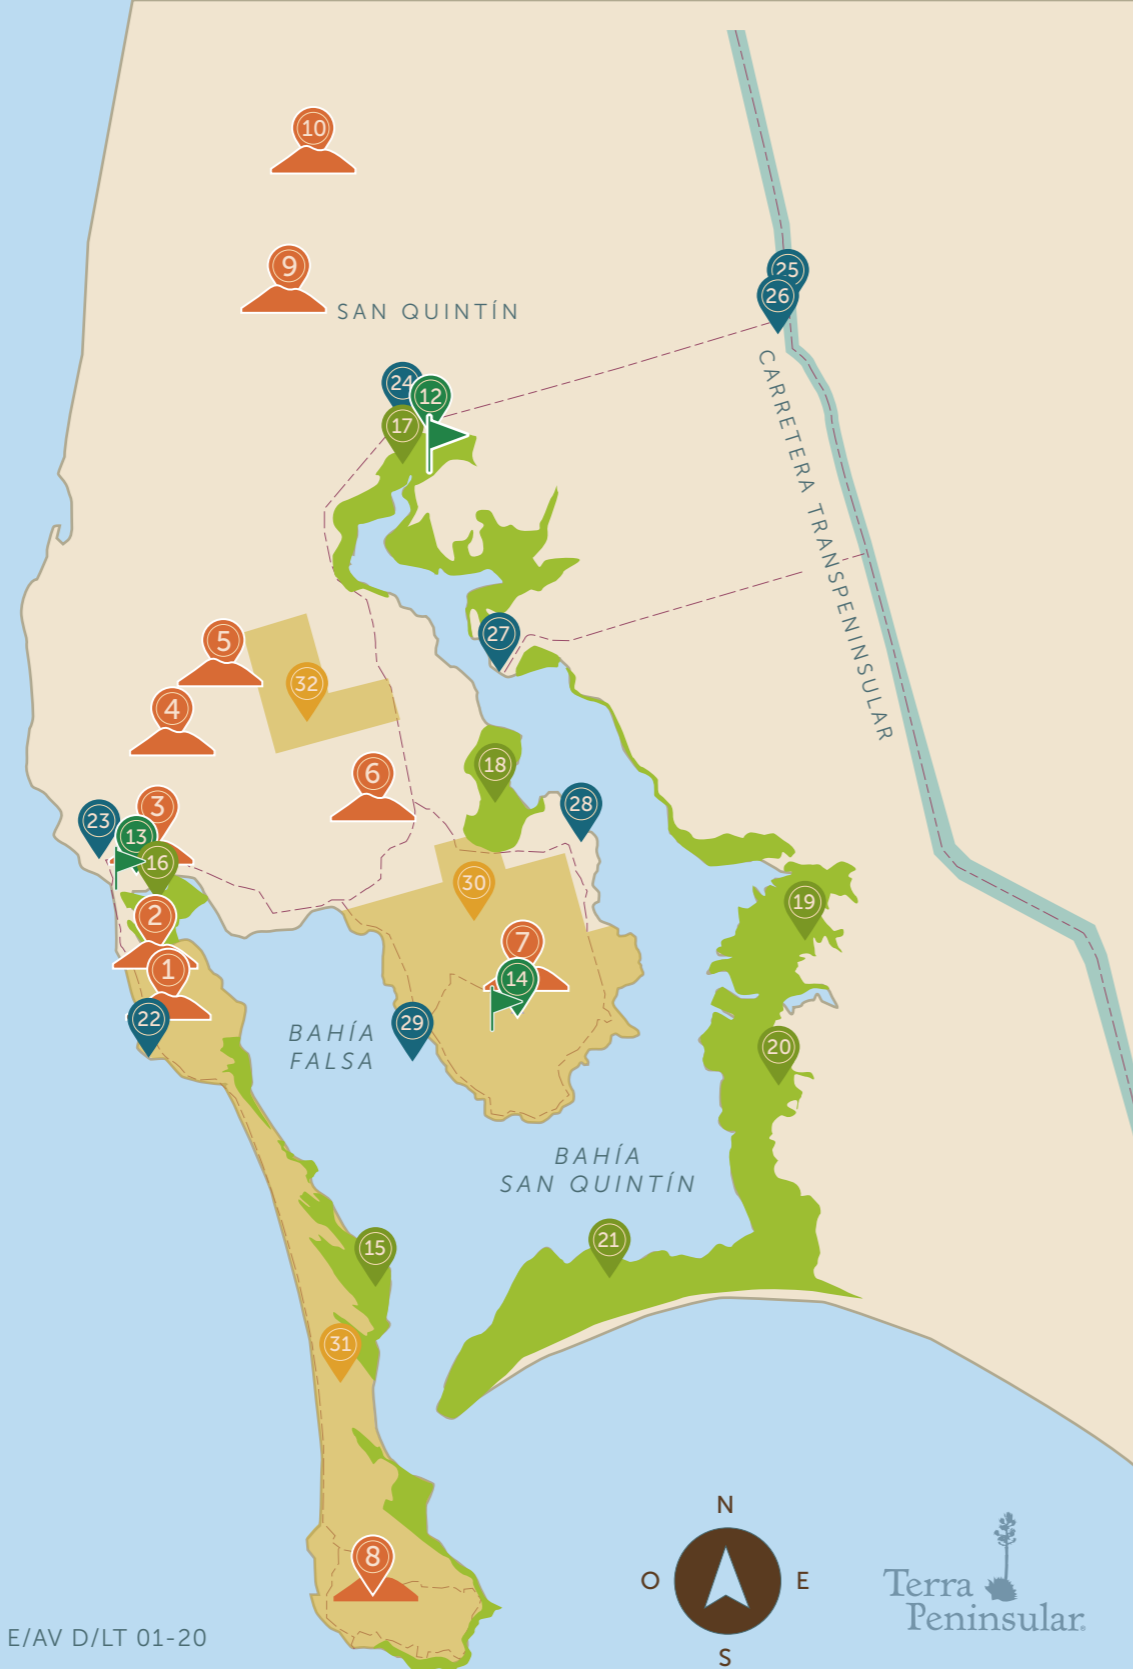 10
9
SAN QUINTÍN
25
26
24
12
17
CARRETERA TRANSPENINSULAR
27
5
32
4
18
6
28
3
23
13
16
30
19
2
7
1
14
22
29
BAHÍA
FALSA
20
BAHÍA
SAN QUINTÍN
21
15
31
N
O
E
S
8
Terra
Peninsular.
E/AV D/LT 01-20